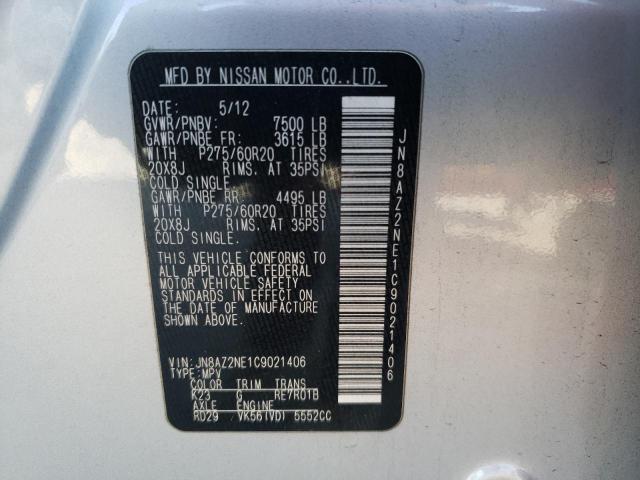 MFD BY NISSAN MOTOR CO.,LTD.
DATE: 5/12
GVWR/PNBV: 7500 LB
GAWR/PNBE FR: 3615 LB
WITH P275/60R20 TIRES
20X8J RIMS. AT 35PSI
COLD SINGLE.
GAWR/PNBE RR 4495 LB
WITH P275/60R20 TIRES
20X8J RIMS. AT 35PSI
COLD SINGLE.
THIS VEHICLE CONFORMS TO
ALL APPLICABLE FEDERAL
MOTOR VEHICLE SAFETY
STANDARDS IN EFFECT ON
THE DATE OF MANUFACTURE
SHOWN ABOVE.
VIN: JN8AZ2NE1C9021406
TYPE: MPV
COLOR TRIM TRANS
K23 G RE7R01B
AXLE ENGINE
RD29 VK56(VD) 5552CC
JN8AZ2NE1C9021406